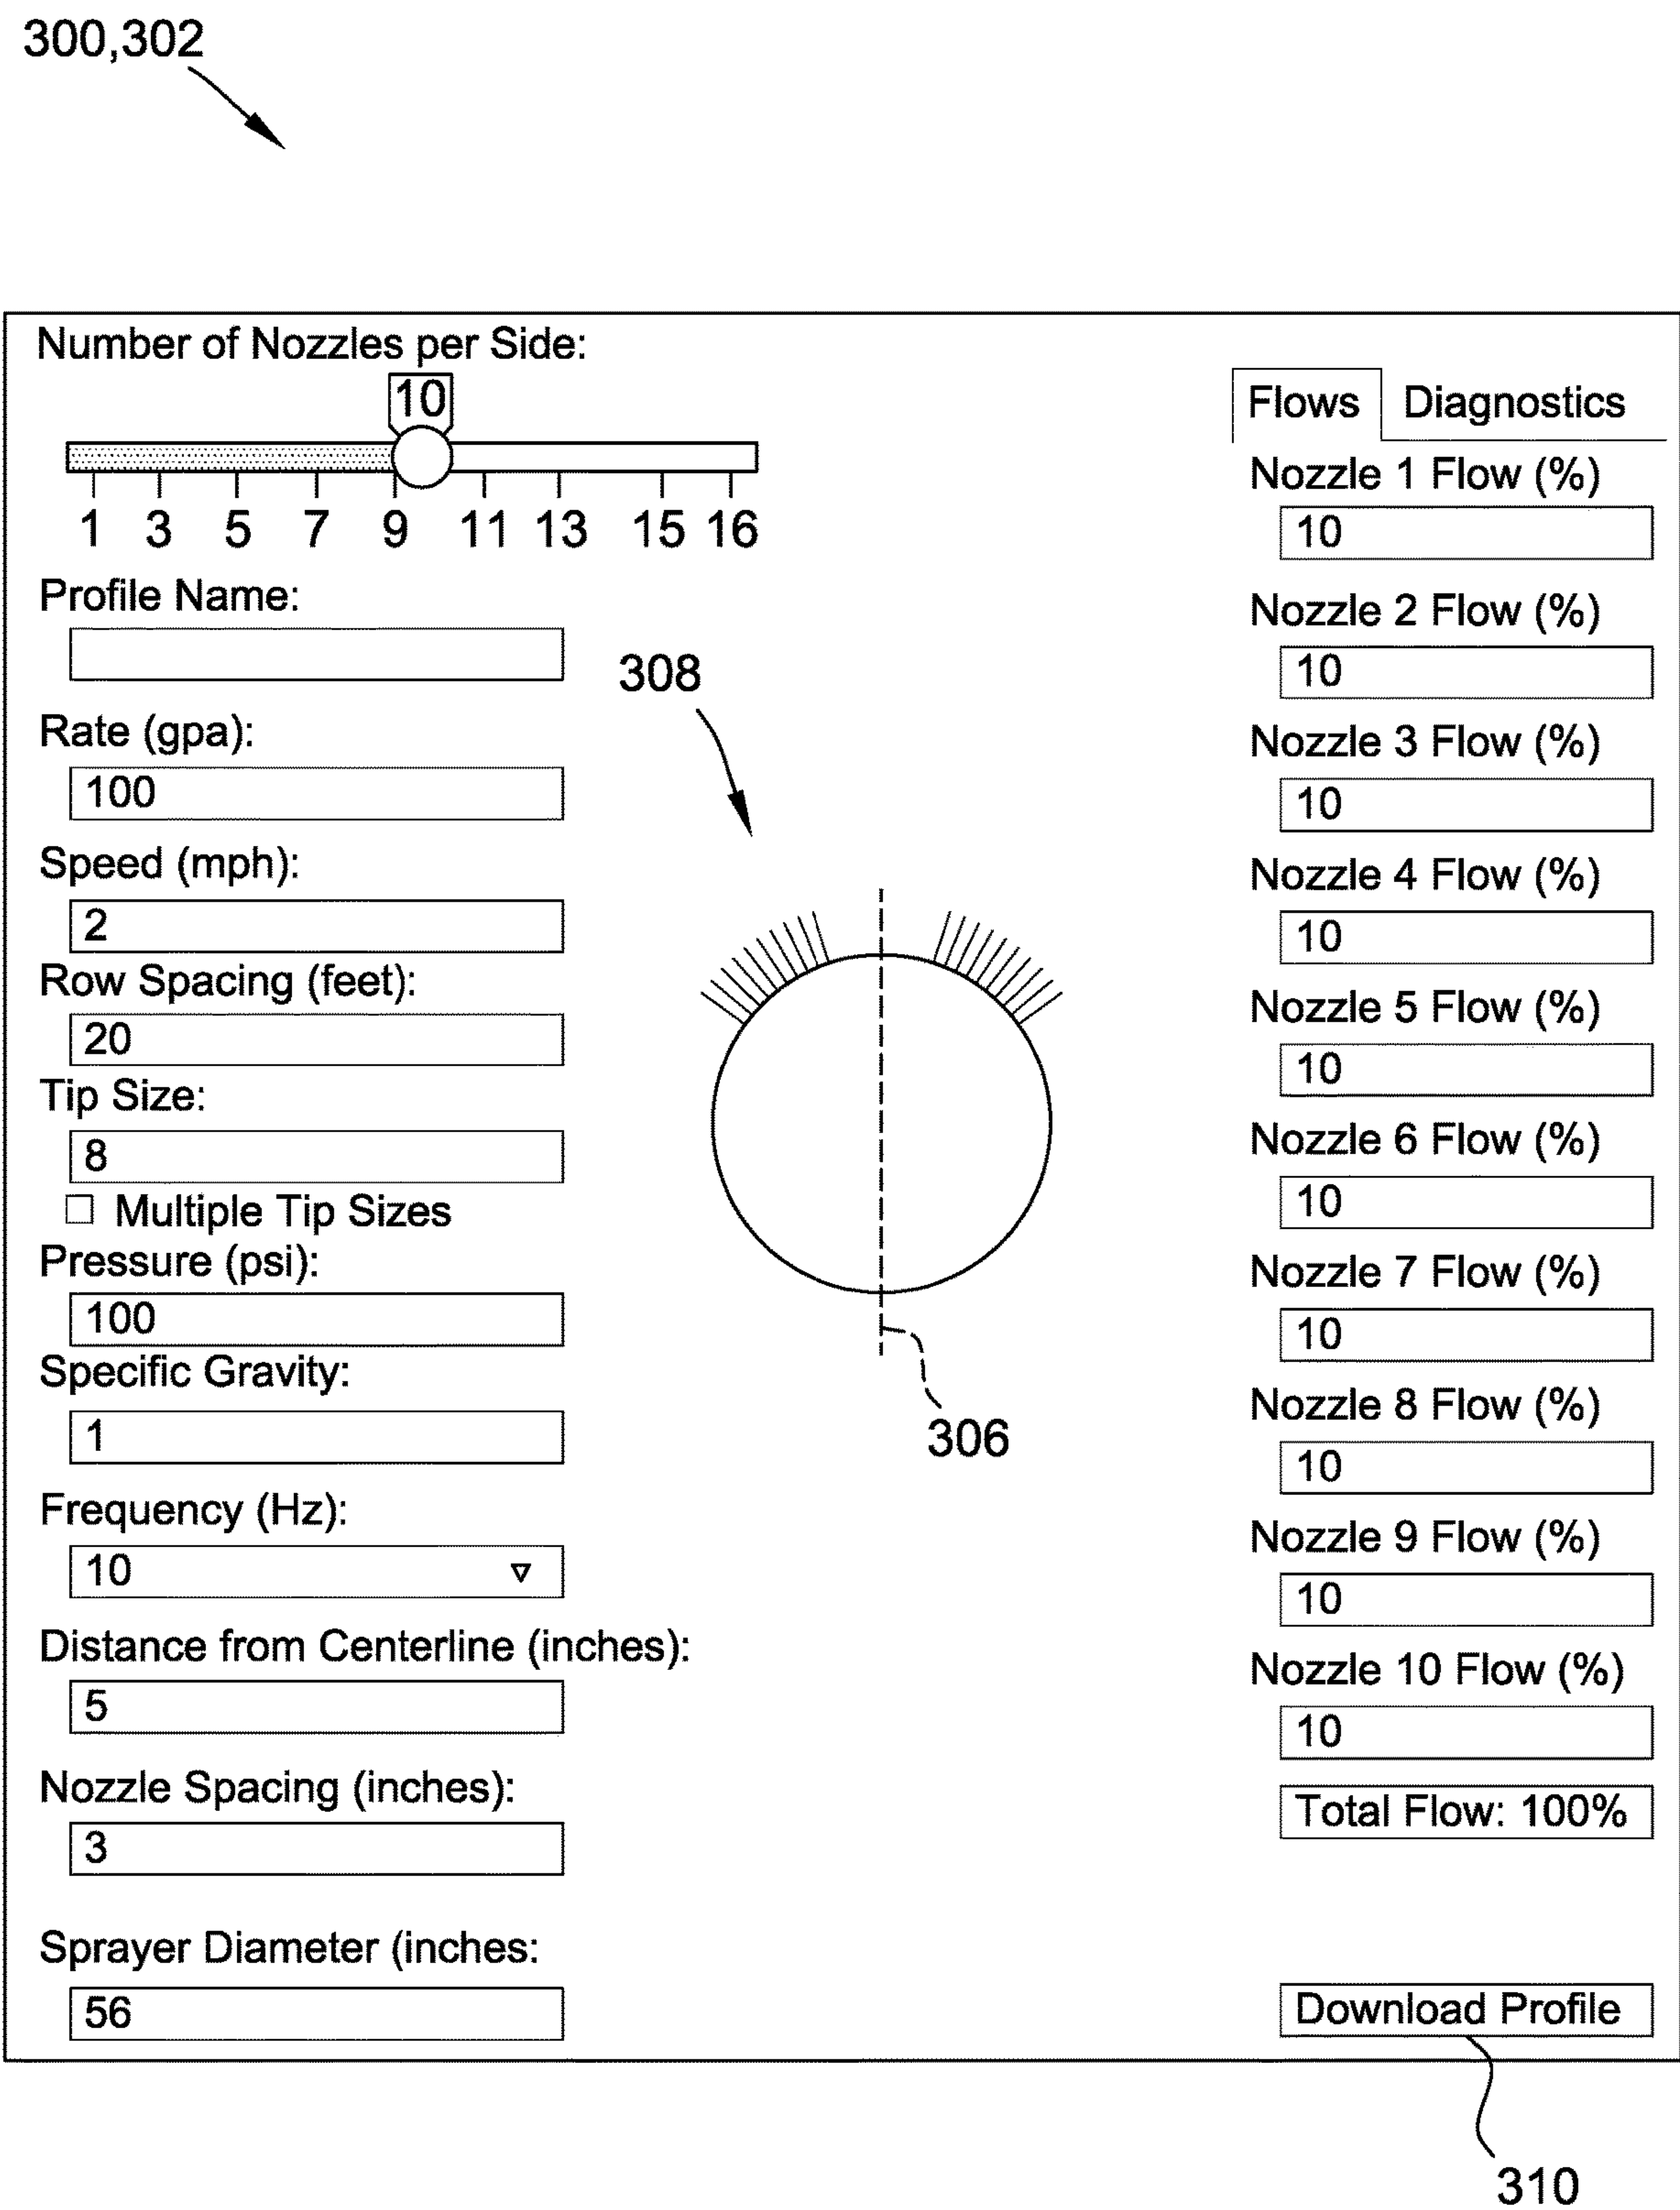 300,302
Number of Nozzles per Side:
10
1 3 5 7 9 11 13 15 16
Profile Name:
Rate (gpa):
100
Speed (mph):
2
Row Spacing (feet):
20
Tip Size:
8
Multiple Tip Sizes
Pressure (psi):
100
Specific Gravity:
1
Frequency (Hz):
10
Distance from Centerline (inches):
5
Nozzle Spacing (inches):
3
Sprayer Diameter (inches:
56
308
306
Flows Diagnostics
Nozzle 1 Flow (%)
10
Nozzle 2 Flow (%)
10
Nozzle 3 Flow (%)
10
Nozzle 4 Flow (%)
10
Nozzle 5 Flow (%)
10
Nozzle 6 Flow (%)
10
Nozzle 7 Flow (%)
10
Nozzle 8 Flow (%)
10
Nozzle 9 Flow (%)
10
Nozzle 10 Flow (%)
10
Total Flow: 100%
Download Profile
310